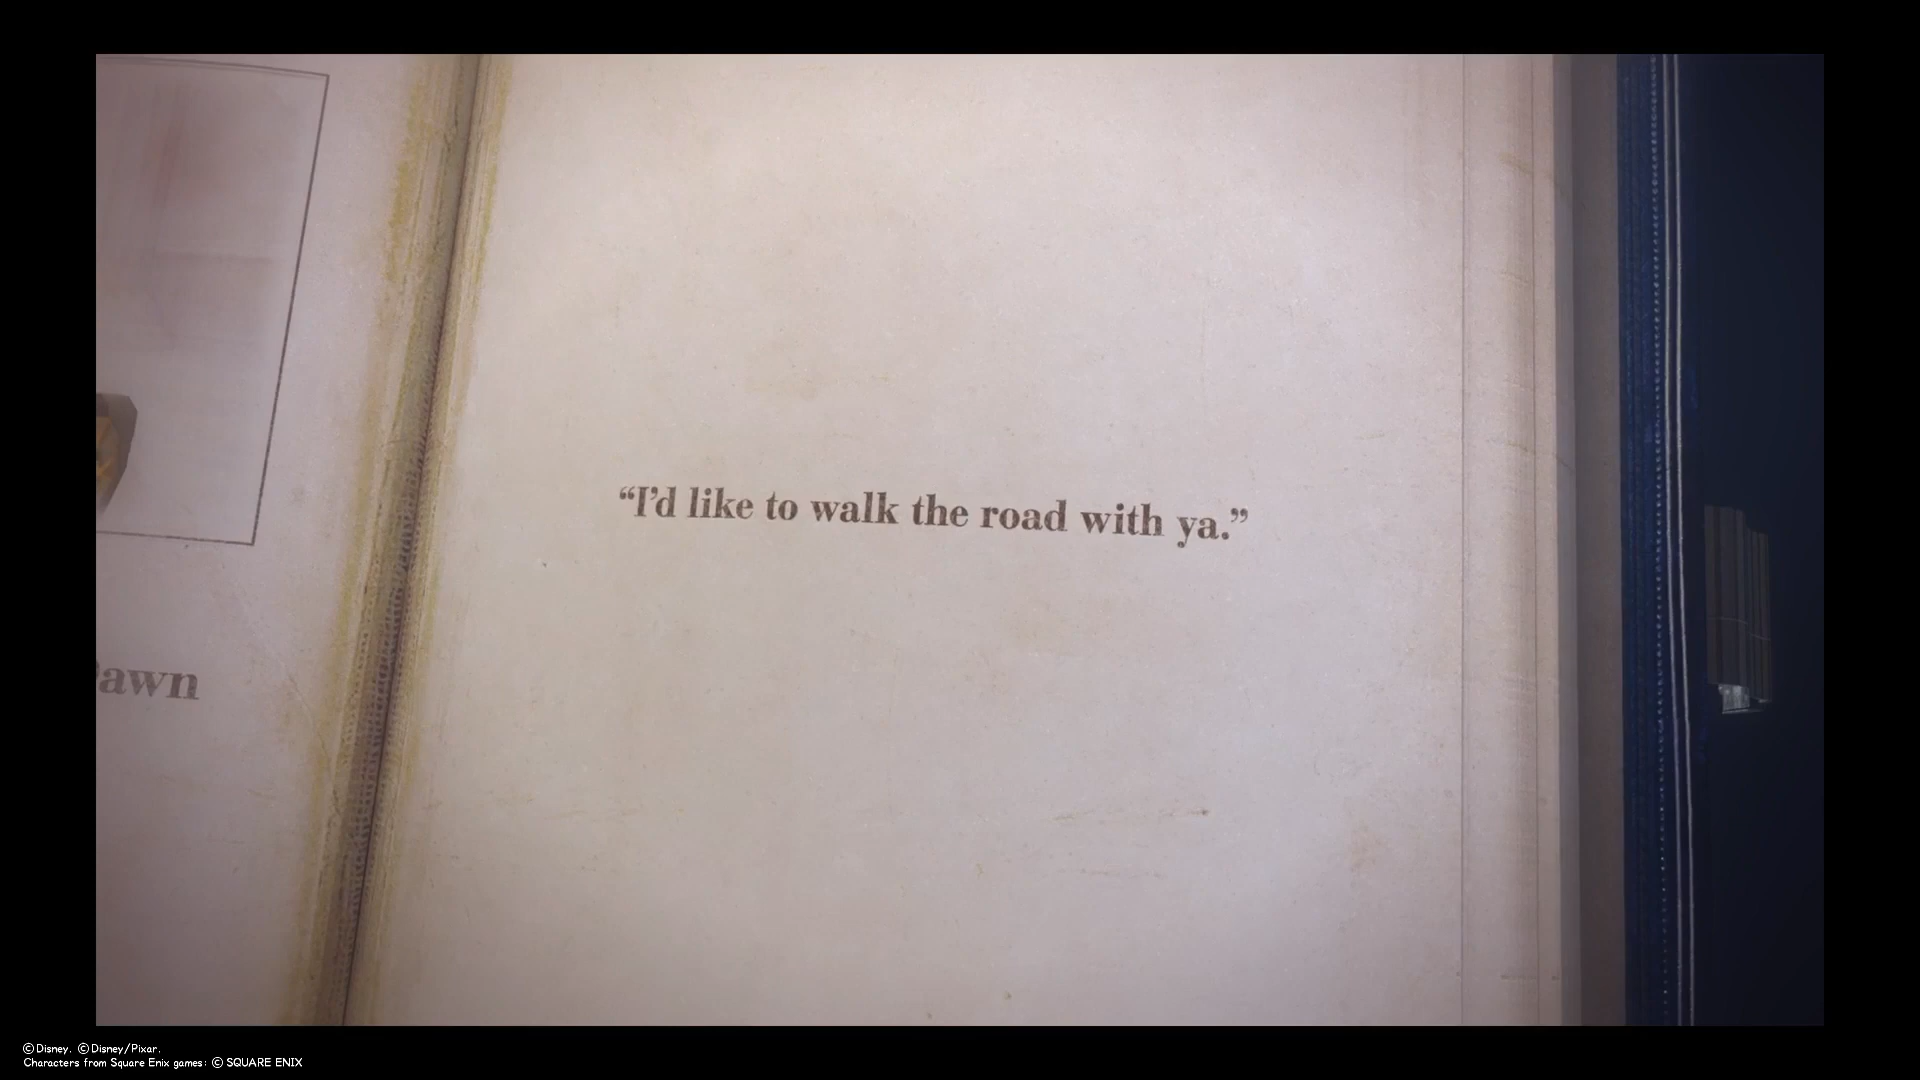 “I’d like to walk the road with ya.”
awn
©Disney. ©Disney/Pixar.
Characters from Square Enix games: © SQUARE ENIX